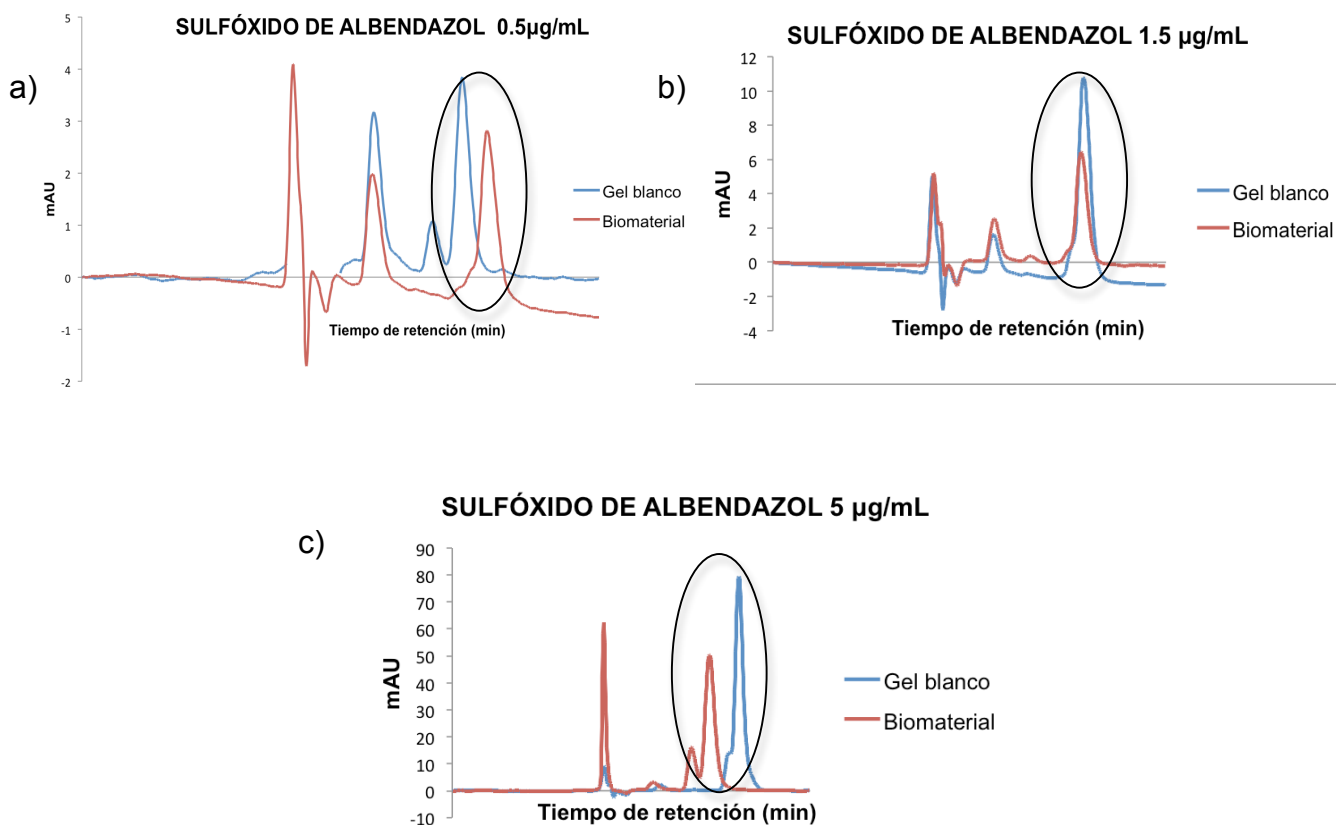 SULFÓXIDO DE ALBENDAZOL 0.5µg/mL
a)
5
4
3
2
1
0
-1
-2
mAU
Tiempo de retención (min)
Gel blanco
Biomaterial
SULFÓXIDO DE ALBENDAZOL 1.5 µg/mL
b)
12
10
8
6
4
2
0
-2
-4
mAU
Tiempo de retención (min)
Gel blanco
Biomaterial
SULFÓXIDO DE ALBENDAZOL 5 µg/mL
c)
90
80
70
60
50
40
30
20
10
0
-10
mAU
Tiempo de retención (min)
Gel blanco
Biomaterial